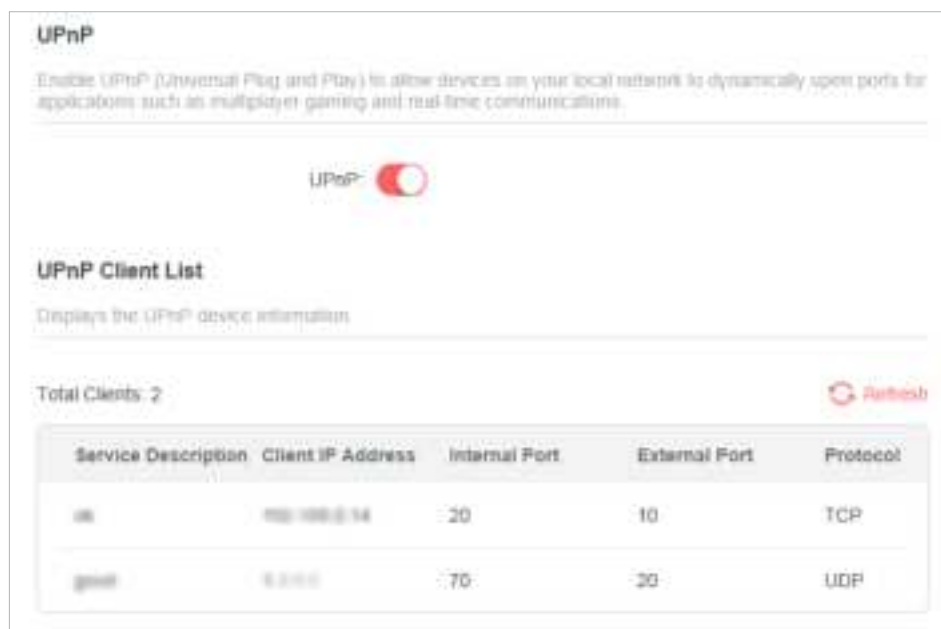 UPnP
Enable UPnP (Universal Plug and Play) to allow devices on your local network to dynamically open ports for
applications such as multiplayer gaming and real-time communications.
UPnP:
UPnP Client List
Displays the UPnP device information.
Total Clients: 2
Refresh
Service Description Client IP Address Internal Port External Port Protocol
20 10 TCP
70 20 UDP